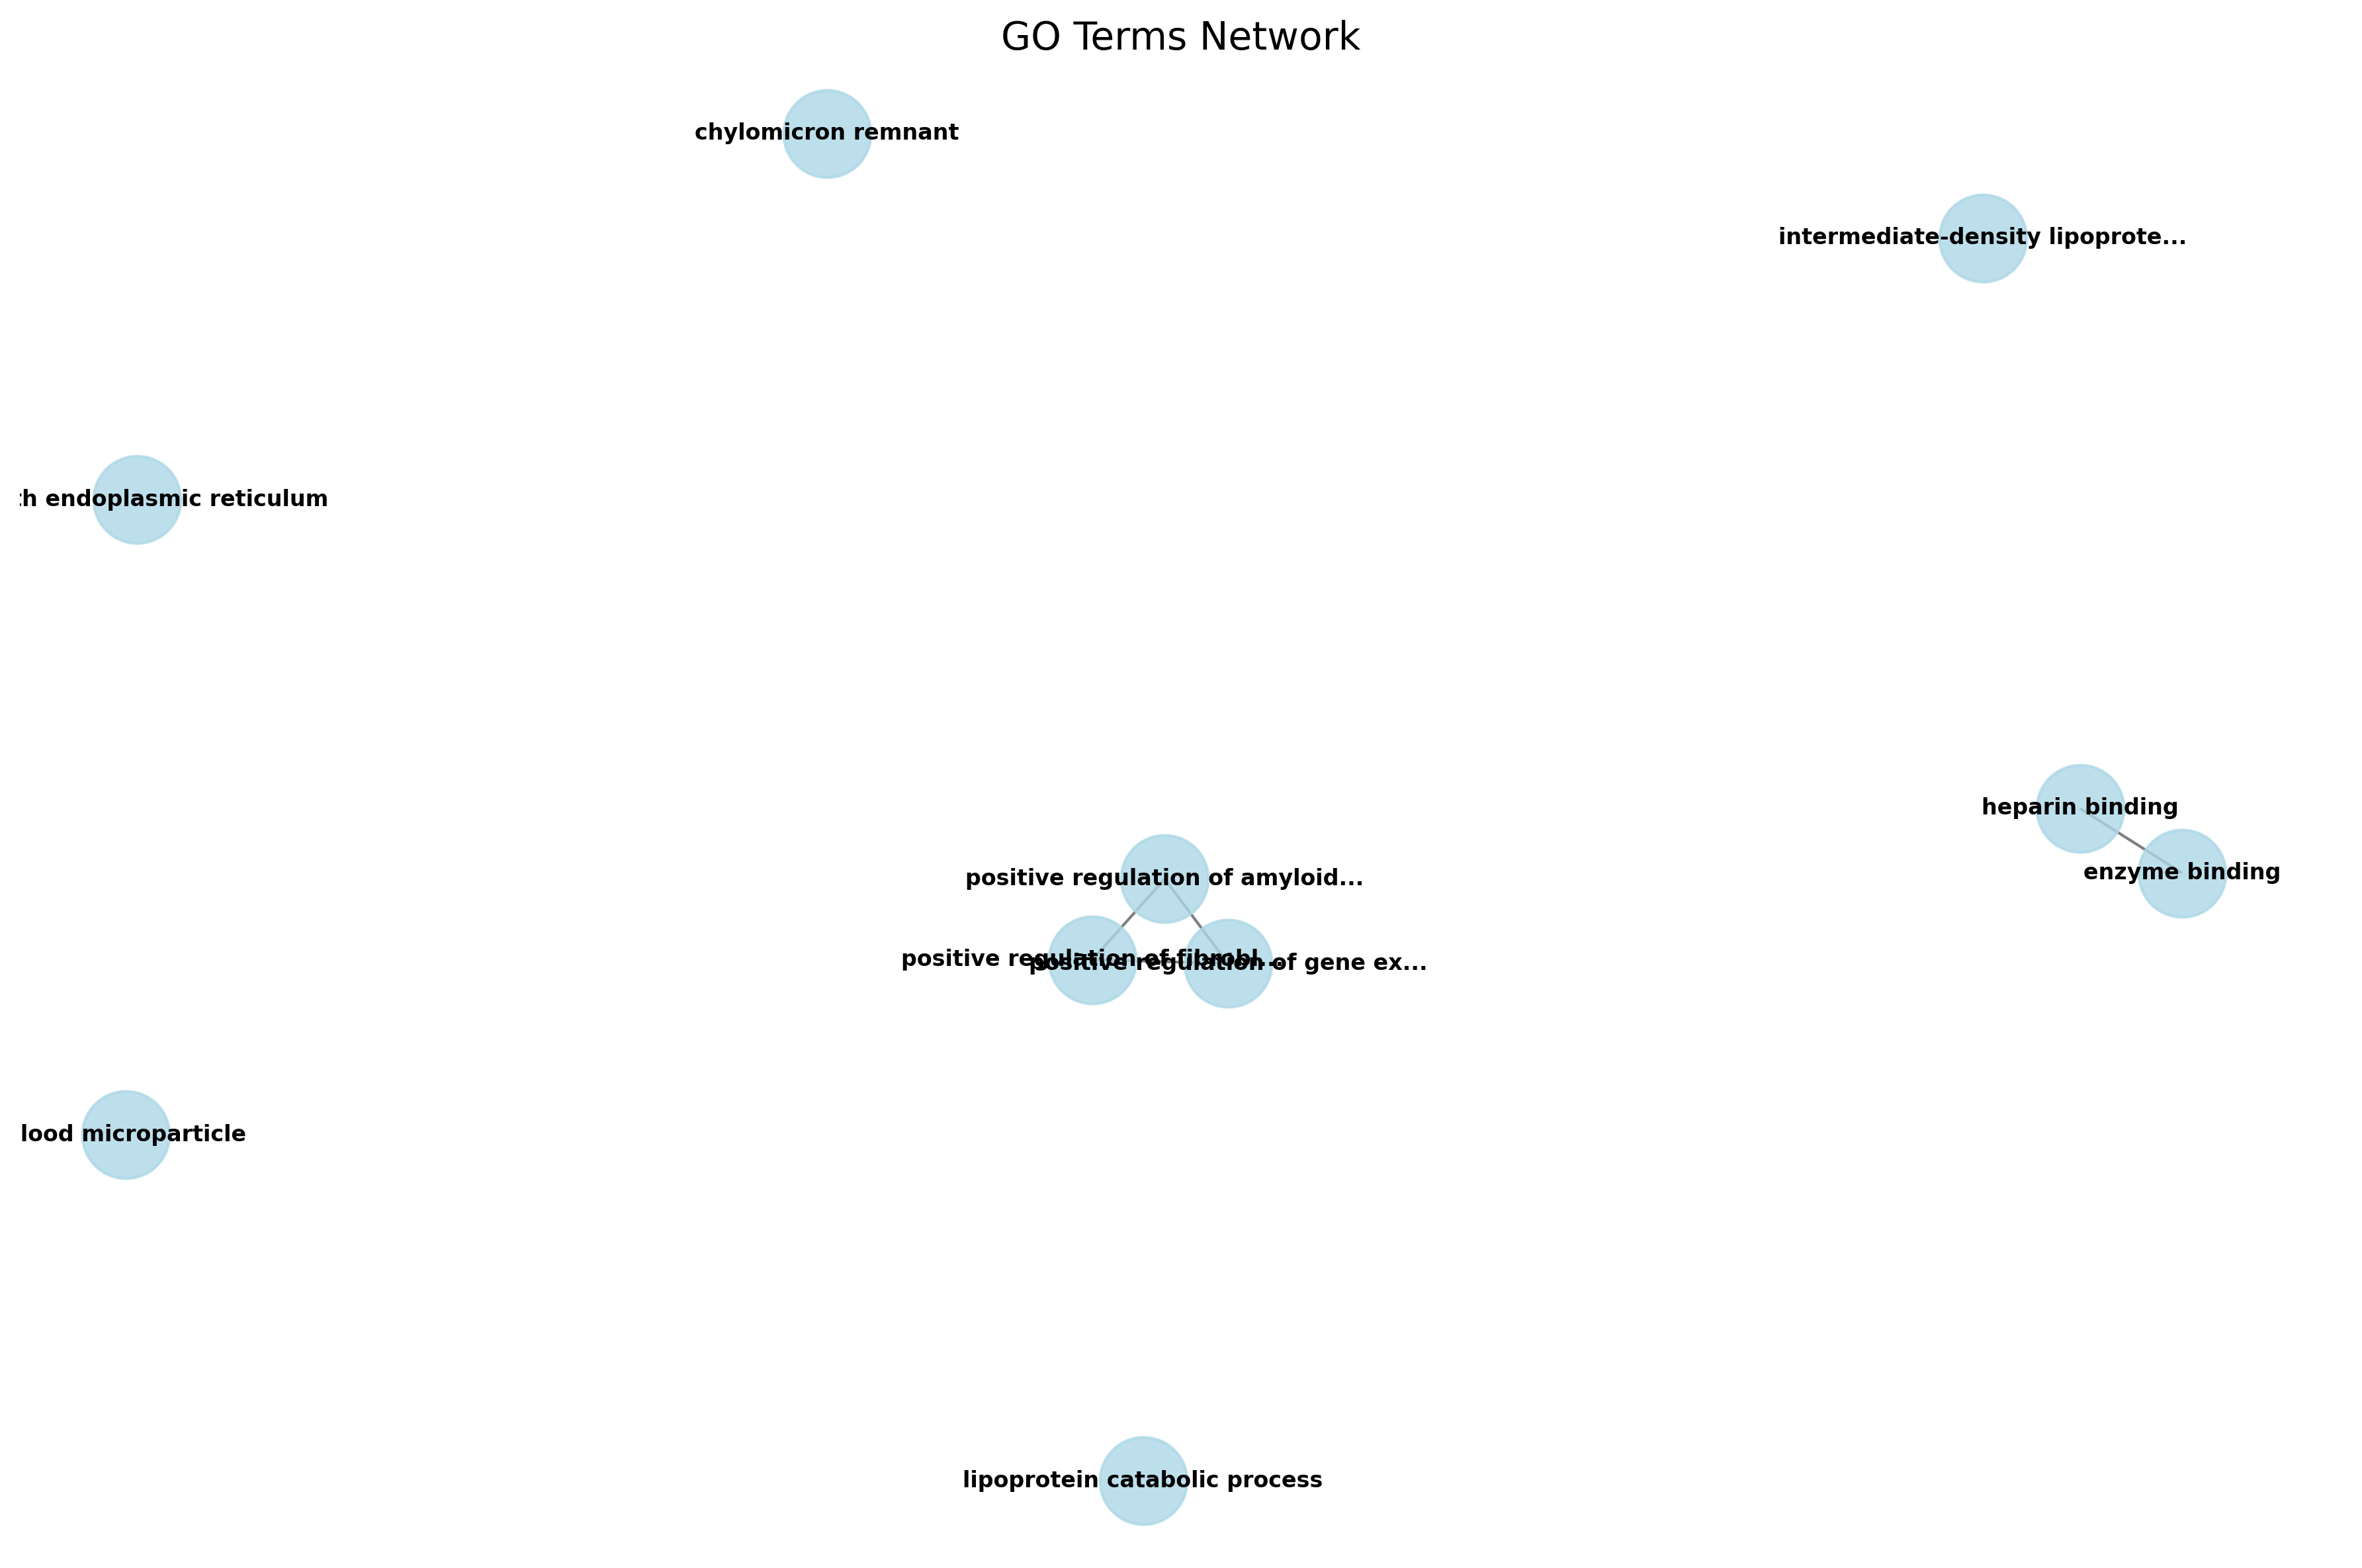 GO Terms Network
chylomicron remnant
intermediate-density lipoprote...
endoplasmic reticulum
heparin binding
enzyme binding
positive regulation of amyloid...
positive regulation of fibrobl...
positive regulation of gene ex...
lood microparticle
lipoprotein catabolic process